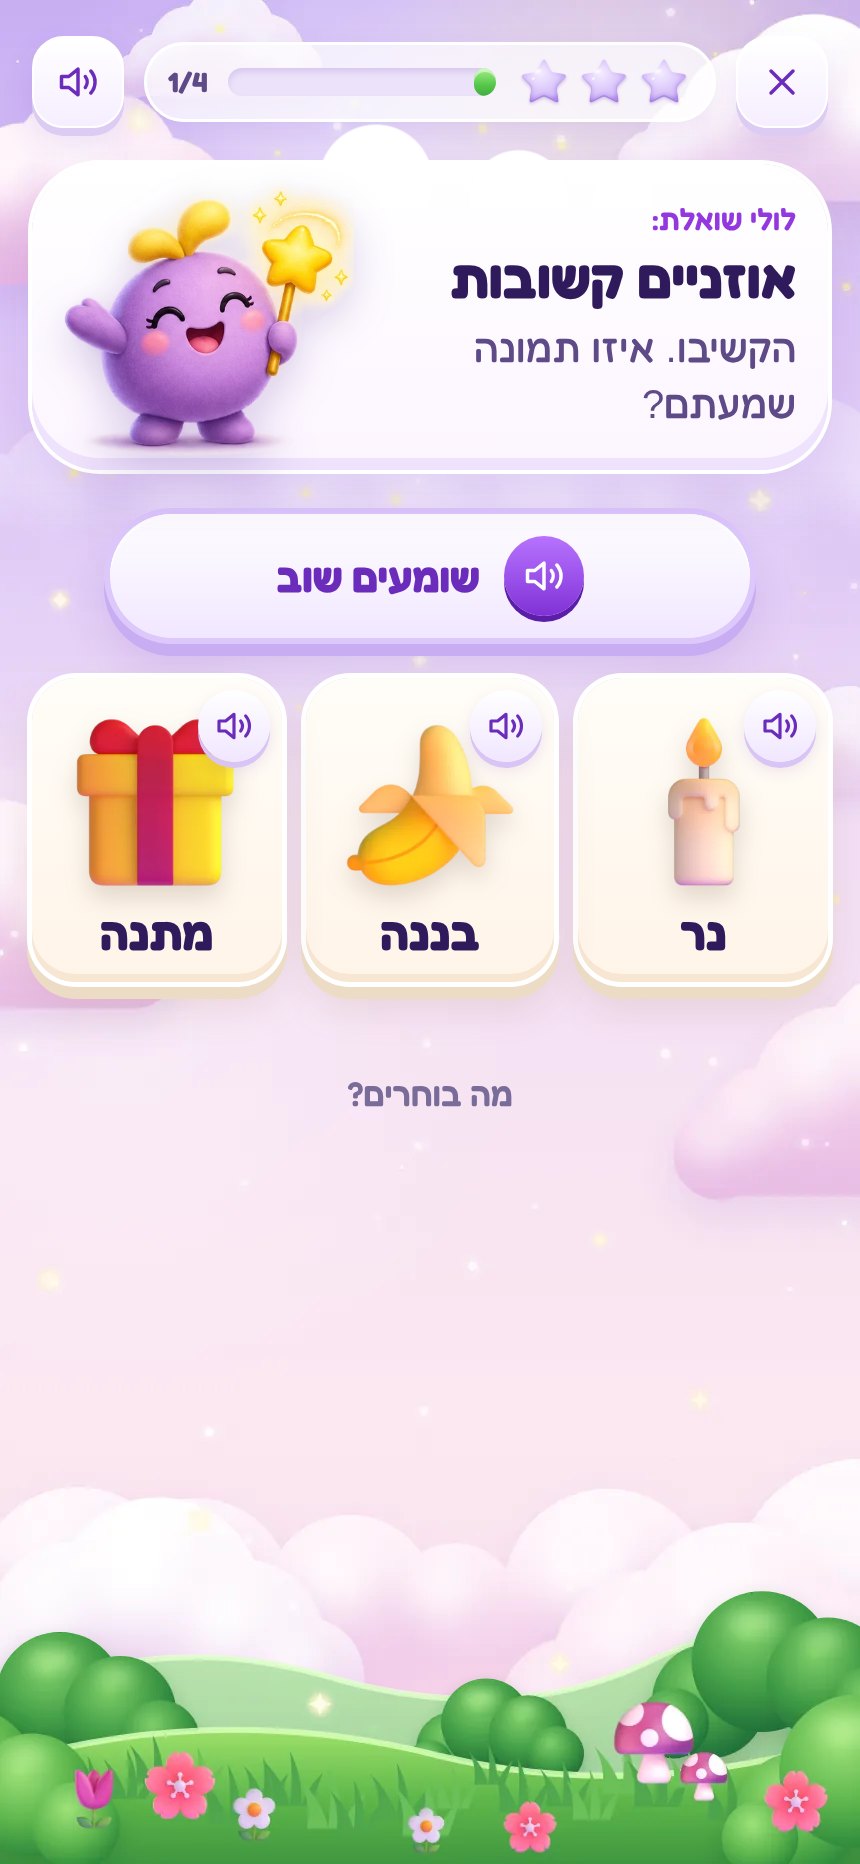 1/4
לולי שואלת:
אוזניים קשובות
הקשיבו. איזו תמונה
שמעתם?
שומעים שוב
נר
בננה
מתנה
מה בוחרים?